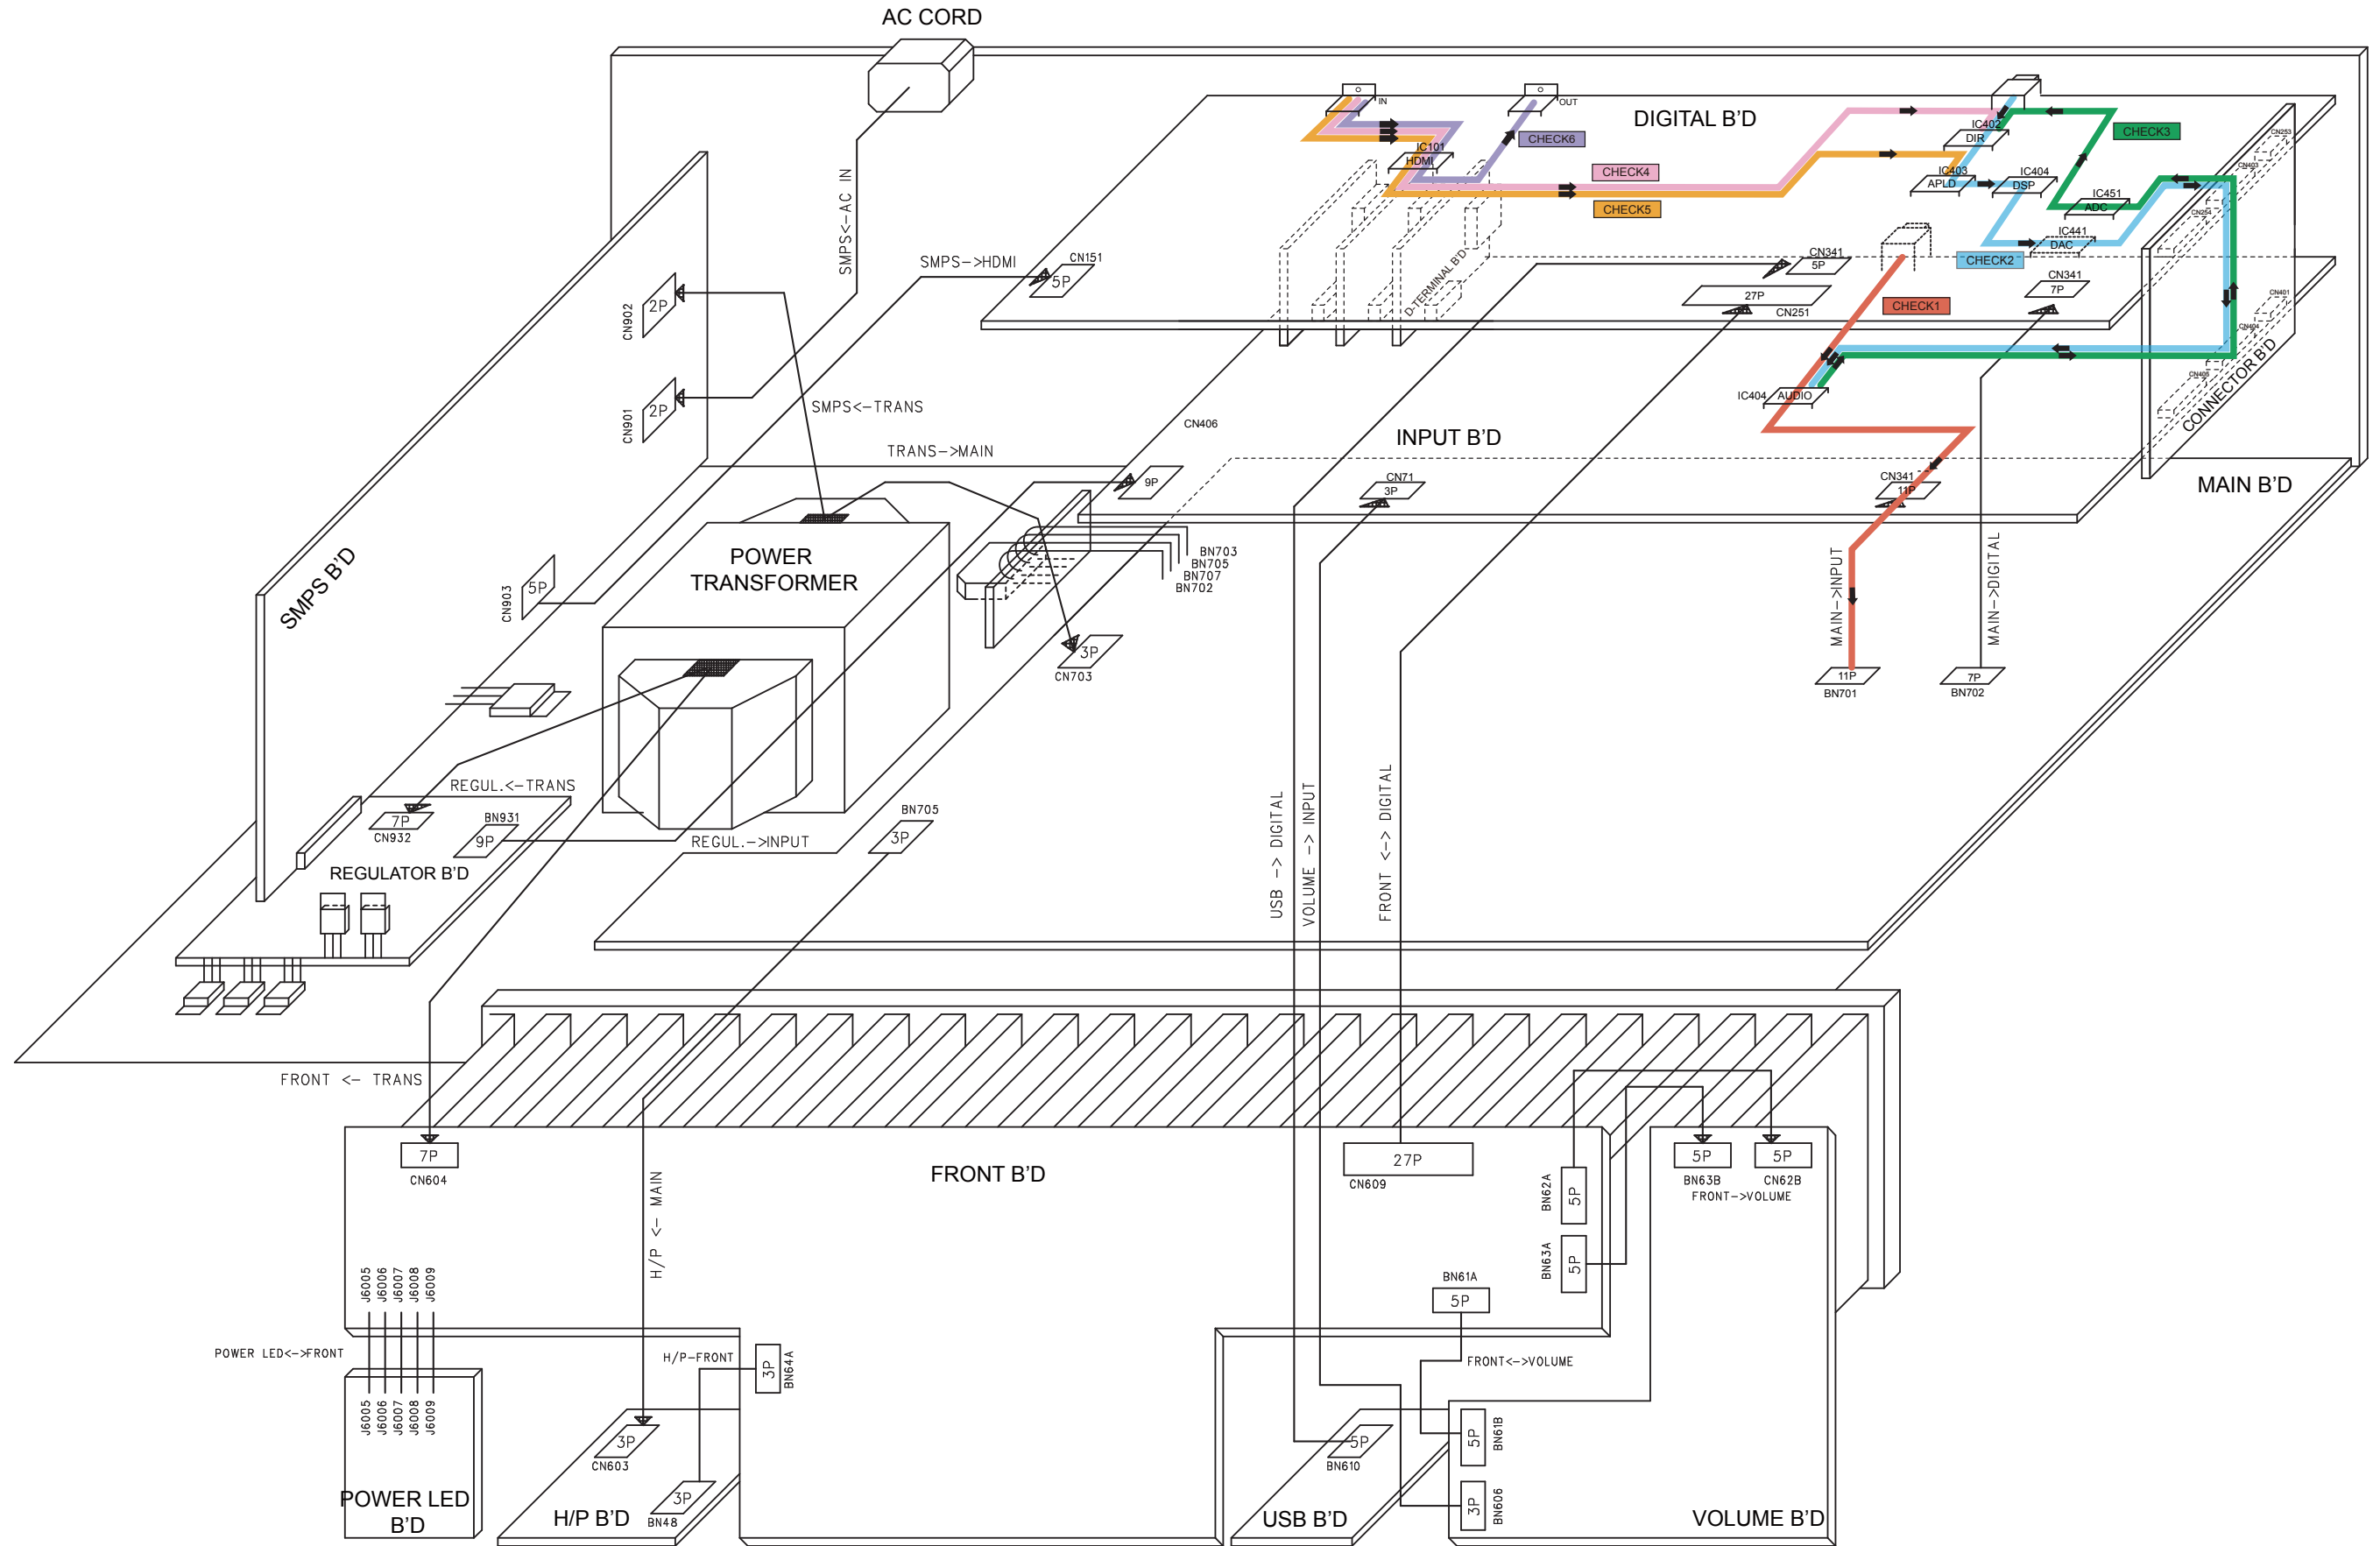 AC CORD
IN
OUT
DIGITAL B'D
CHECK6
CHECK3
IC402
DIR
IC101
HDMI
CHECK4
CHECK5
IC403
APLD
IC404
DSP
IC451
ADC
IC441
DAC
CHECK2
CHECK1
CN253
CN403
CN254
CN401
CN404
CN405
CONNECTOR B'D
SMPS<-AC IN
SMPS->HDMI
CN151
5P
CN341
5P
27P
CN251
CN341
7P
D-TERMINAL B'D
CN902
2P
CN901
2P
SMPS<-TRANS
TRANS->MAIN
CN406
9P
INPUT B'D
IC404
AUDIO
CN71
3P
CN341
11P
MAIN B'D
SMPS B'D
CN903
5P
POWER
TRANSFORMER
BN703
BN705
BN707
BN702
3P
CN703
MAIN->INPUT
MAIN->DIGITAL
11P
BN701
7P
BN702
REGUL.<-TRANS
7P
CN932
BN931
9P
REGUL.->INPUT
BN705
3P
REGULATOR B'D
USB -> DIGITAL
VOLUME -> INPUT
FRONT <-> DIGITAL
FRONT <- TRANS
7P
CN604
H/P <- MAIN
FRONT B'D
27P
CN609
BN62A
5P
BN63A
5P
5P
BN63B
5P
CN62B
FRONT->VOLUME
BN61A
5P
J6005
J6006
J6007
J6008
J6009
POWER LED<->FRONT
J6005
J6006
J6007
J6008
J6009
POWER LED
B'D
H/P-FRONT
3P
BN64A
3P
CN603
3P
BN48
H/P B'D
FRONT<->VOLUME
5P
BN610
USB B'D
5P
BN61B
3P
BN606
VOLUME B'D